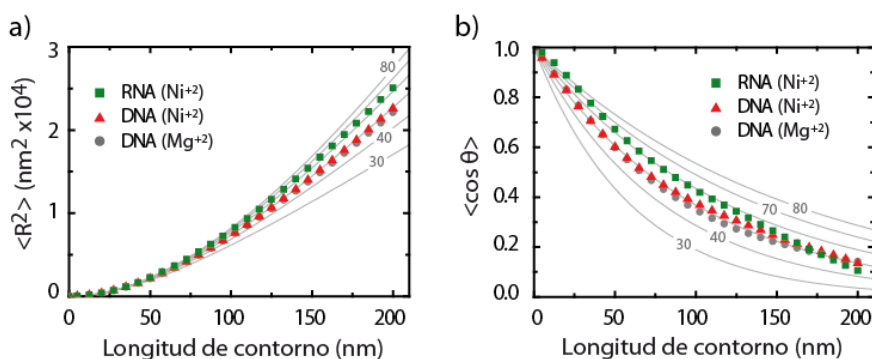 a)
<R²> (nm² x10⁴)
3
2
1
0
RNA (Ni⁺²)
DNA (Ni⁺²)
DNA (Mg⁺²)
80
40
30
0 50 100 150 200
Longitud de contorno (nm)
b)
<cos θ>
1.0
0.8
0.6
0.4
0.2
0.0
RNA (Ni⁺²)
DNA (Ni⁺²)
DNA (Mg⁺²)
80
70
40
30
0 50 100 150 200
Longitud de contorno (nm)